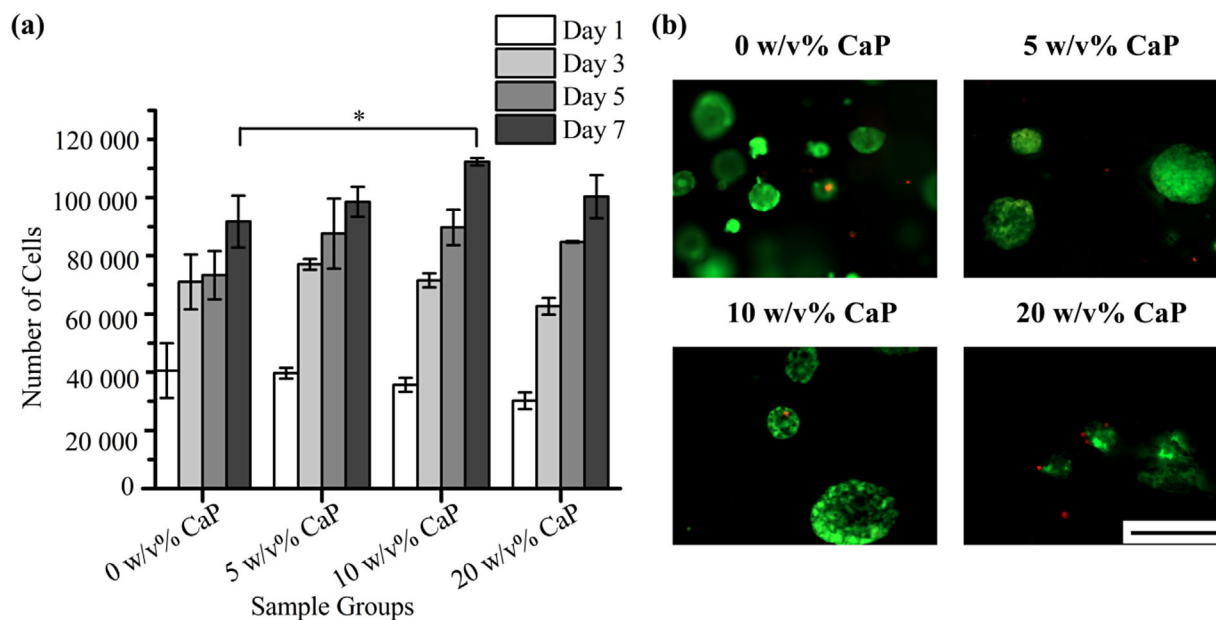 (a)
Day 1
Day 3
Day 5
Day 7
*
120 000
100 000
80 000
60 000
40 000
20 000
0
Number of Cells
0 w/v% CaP
5 w/v% CaP
10 w/v% CaP
20 w/v% CaP
Sample Groups
(b)
0 w/v% CaP
5 w/v% CaP
10 w/v% CaP
20 w/v% CaP